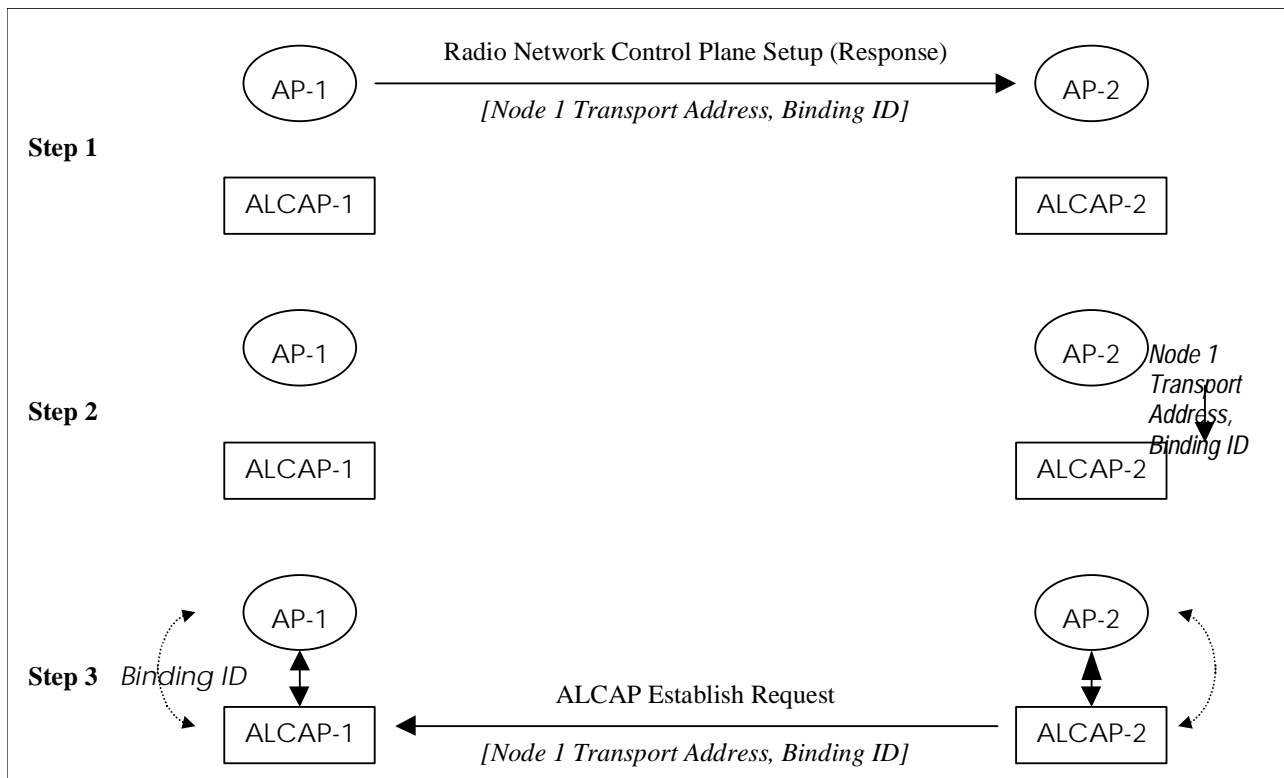 Radio Network Control Plane Setup (Response)
AP-1
AP-2
[Node 1 Transport Address, Binding ID]
Step 1
ALCAP-1
ALCAP-2
AP-1
AP-2
Node 1
Transport
Address,
Binding ID
Step 2
ALCAP-1
ALCAP-2
AP-1
AP-2
Step 3
Binding ID
ALCAP Establish Request
ALCAP-1
ALCAP-2
[Node 1 Transport Address, Binding ID]